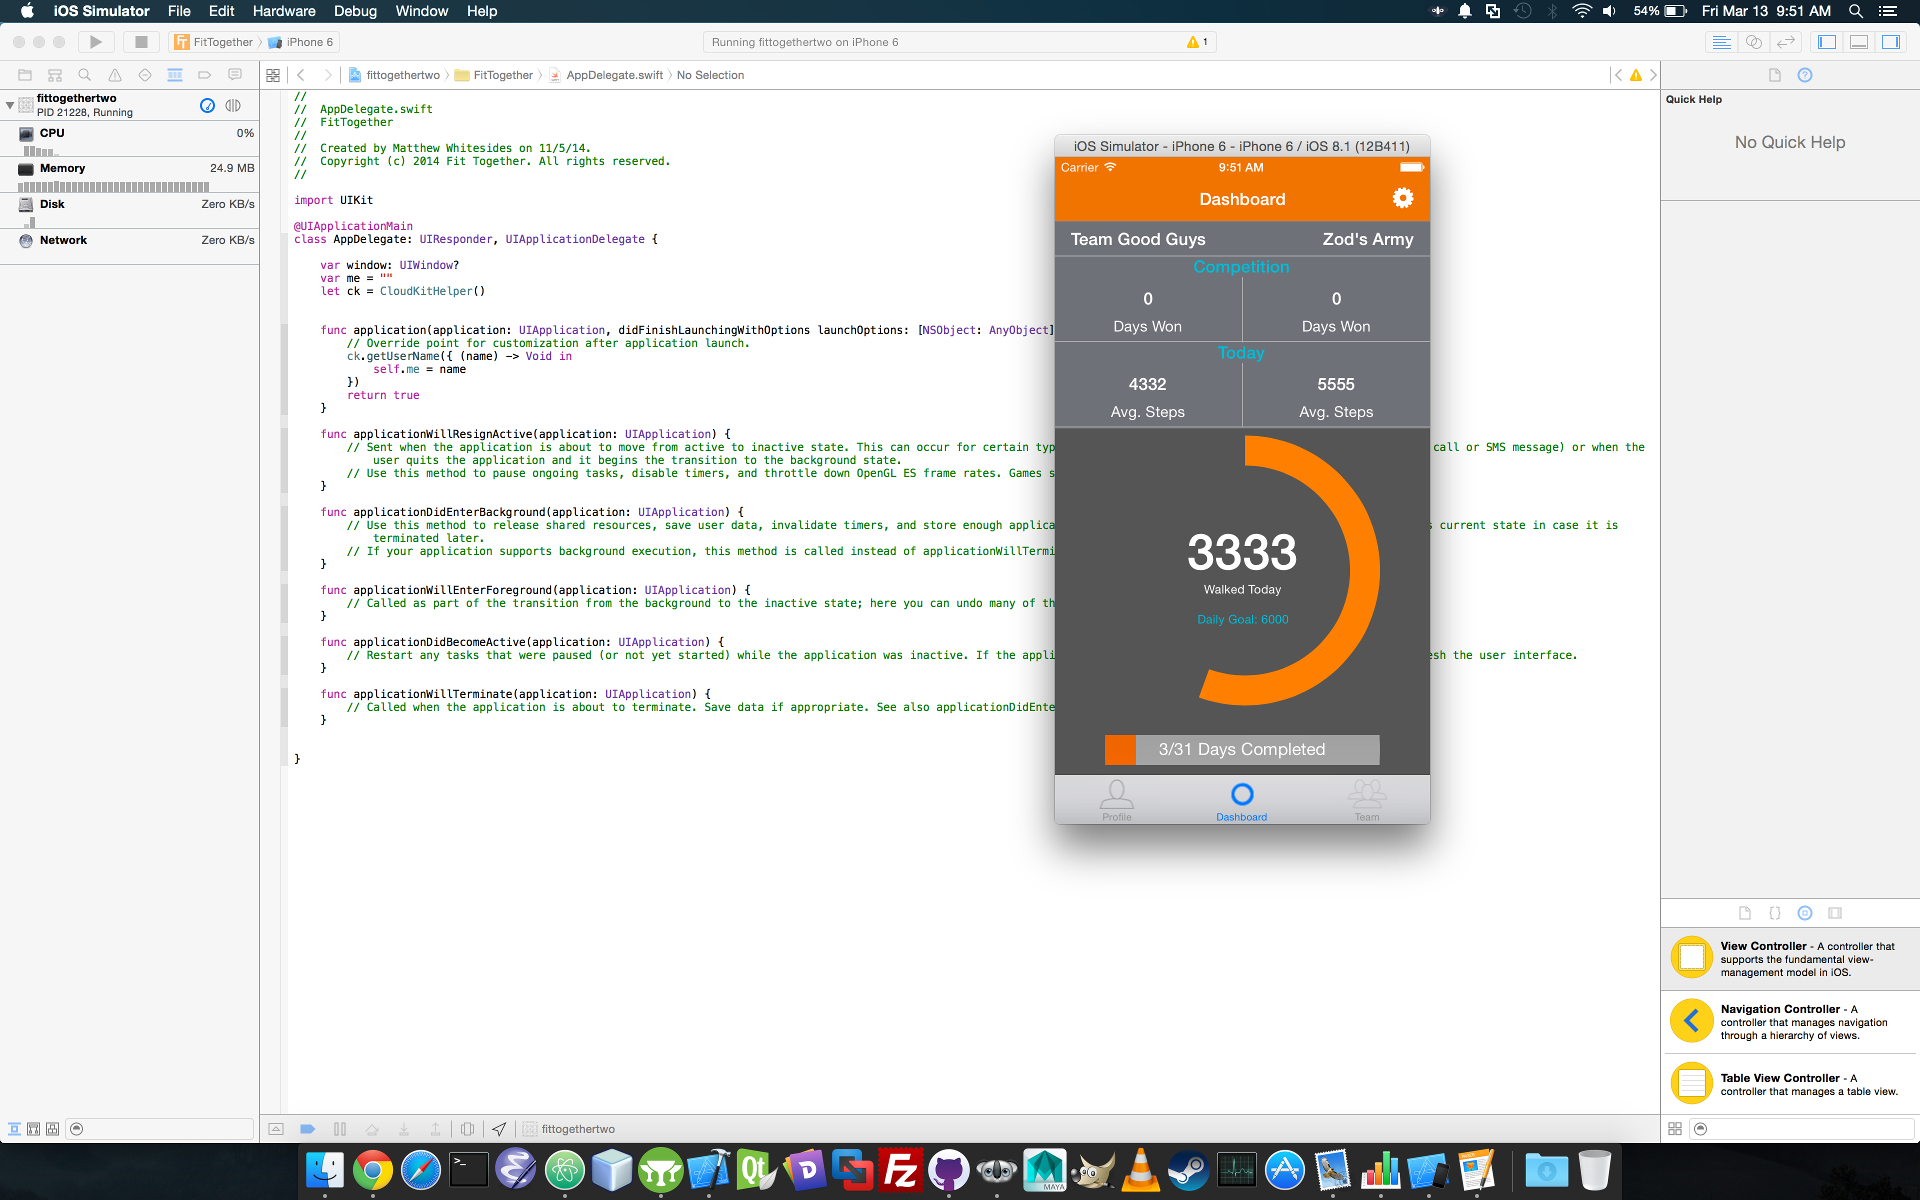 iOS Simulator File Edit Hardware Debug Window Help
54% Fri Mar 13 9:51 AM
FitTogether iPhone 6
Running fittogethertwo on iPhone 6
1
fittogethertwo FitTogether AppDelegate.swift No Selection
fittogethertwo
PID 21228, Running
CPU 0%
Memory 24.9 MB
Disk Zero KB/s
Network Zero KB/s
//
// AppDelegate.swift
// FitTogether
//
// Created by Matthew Whitesides on 11/5/14.
// Copyright (c) 2014 Fit Together. All rights reserved.
//
import UIKit
@UIApplicationMain
class AppDelegate: UIResponder, UIApplicationDelegate {
var window: UIWindow?
var me = ""
let ck = CloudKitHelper()
func application(application: UIApplication, didFinishLaunchingWithOptions launchOptions: [NSObject: AnyObject]
// Override point for customization after application launch.
ck.getUserName({ (name) -> Void in
self.me = name
})
return true
}
func applicationWillResignActive(application: UIApplication) {
// Sent when the application is about to move from active to inactive state. This can occur for certain typ call or SMS message) or when the
user quits the application and it begins the transition to the background state.
// Use this method to pause ongoing tasks, disable timers, and throttle down OpenGL ES frame rates. Games s
}
func applicationDidEnterBackground(application: UIApplication) {
// Use this method to release shared resources, save user data, invalidate timers, and store enough applica s current state in case it is
terminated later.
// If your application supports background execution, this method is called instead of applicationWillTermi
}
func applicationWillEnterForeground(application: UIApplication) {
// Called as part of the transition from the background to the inactive state; here you can undo many of th
}
func applicationDidBecomeActive(application: UIApplication) {
// Restart any tasks that were paused (or not yet started) while the application was inactive. If the appli esh the user interface.
}
func applicationWillTerminate(application: UIApplication) {
// Called when the application is about to terminate. Save data if appropriate. See also applicationDidEnte
}
}
iOS Simulator - iPhone 6 - iPhone 6 / iOS 8.1 (12B411)
Carrier 9:51 AM
Dashboard
Team Good Guys Zod's Army
Competition
0 0
Days Won Days Won
Today
4332 5555
Avg. Steps Avg. Steps
3333
Walked Today
Daily Goal: 6000
3/31 Days Completed
Profile Dashboard Team
Quick Help
No Quick Help
View Controller - A controller that
supports the fundamental view-
management model in iOS.
Navigation Controller - A
controller that manages navigation
through a hierarchy of views.
Table View Controller - A
controller that manages a table view.
fittogethertwo
Qt
D
Fz
MAYA